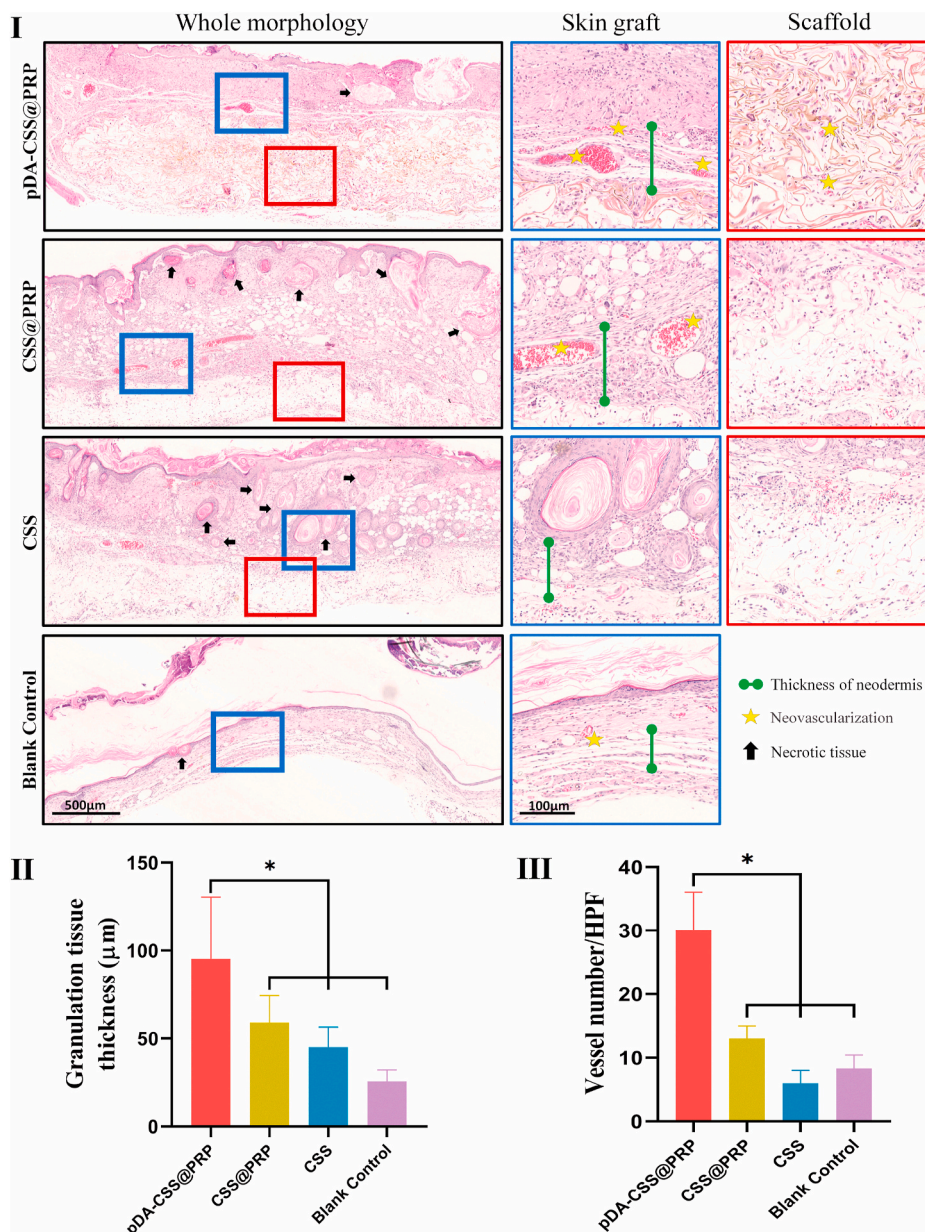 I
Whole morphology
Skin graft
Scaffold
pDA-CSS@PRP
CSS@PRP
CSS
Blank Control
500μm
100μm
Thickness of neodermis
Neovascularization
Necrotic tissue
II
Granulation tissue
thickness (μm)
150
100
50
0
*
pDA-CSS@PRP
CSS@PRP
CSS
Blank Control
III
Vessel number/HPF
40
30
20
10
0
*
pDA-CSS@PRP
CSS@PRP
CSS
Blank Control